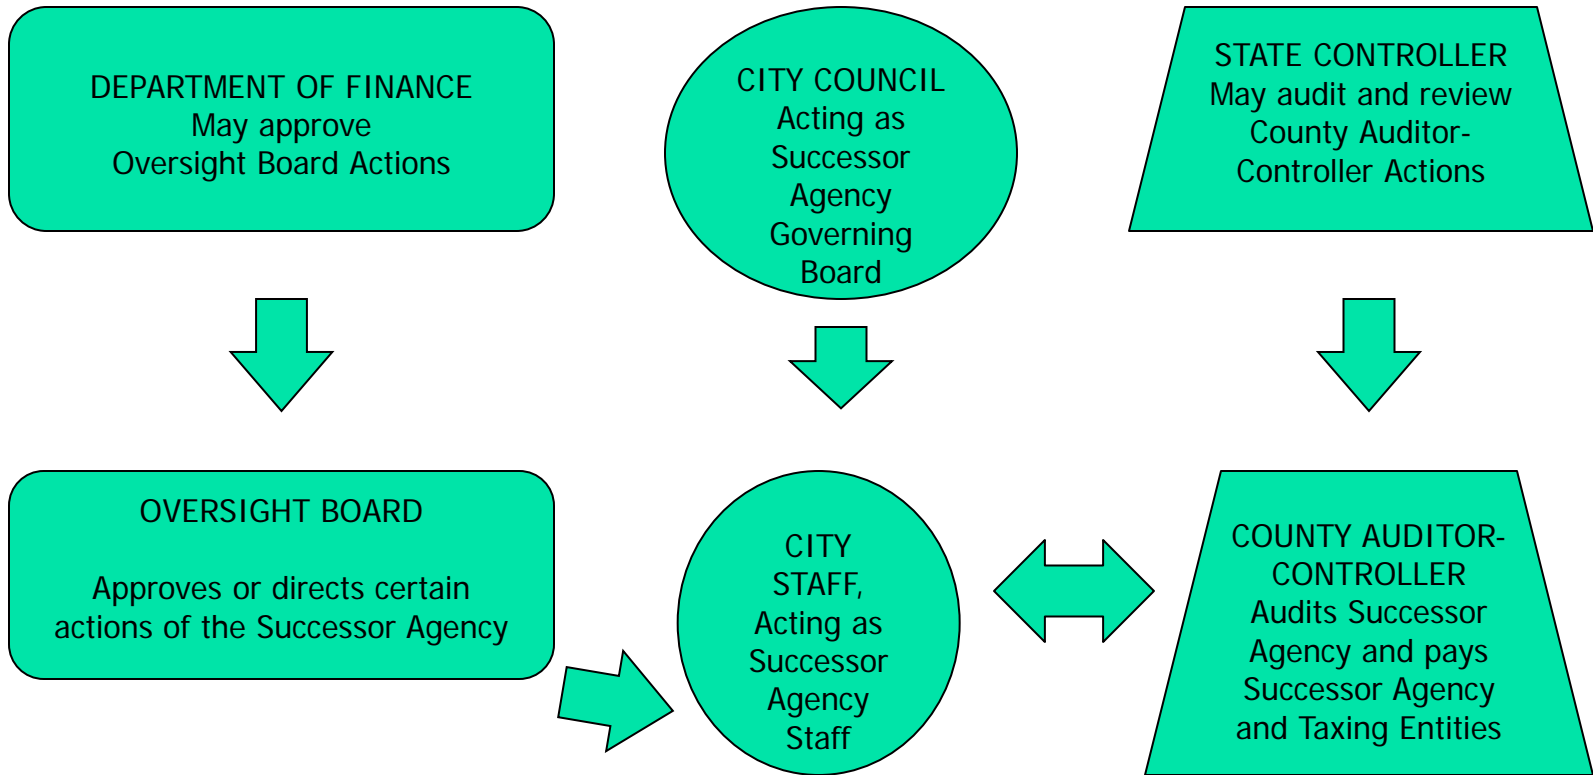 DEPARTMENT OF FINANCE
May approve
Oversight Board Actions
CITY COUNCIL
Acting as
Successor
Agency
Governing
Board
STATE CONTROLLER
May audit and review
County Auditor-
Controller Actions
OVERSIGHT BOARD
Approves or directs certain
actions of the Successor Agency
CITY
STAFF,
Acting as
Successor
Agency
Staff
COUNTY AUDITOR-
CONTROLLER
Audits Successor
Agency and pays
Successor Agency
and Taxing Entities